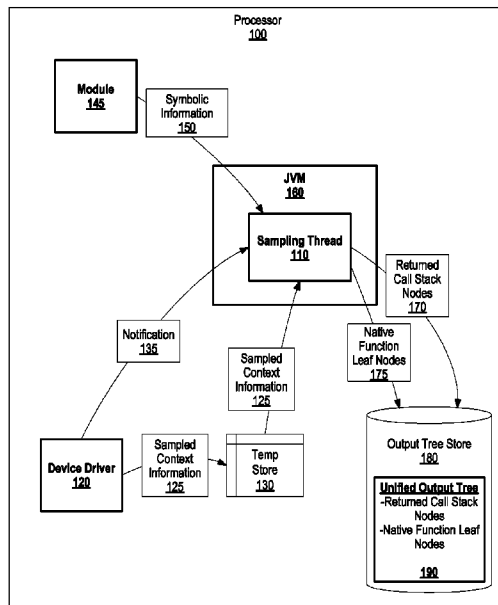 Processor
100
Module
145
Symbolic
Information
150
JVM
160
Sampling Thread
110
Returned
Call Stack
Nodes
170
Notification
135
Native
Function
Leaf Nodes
175
Sampled
Context
Information
125
Device Driver
120
Sampled
Context
Information
125
Temp
Store
130
Output Tree Store
180
Unified Output Tree
-Returned Call Stack
Nodes
-Native Function Leaf
Nodes
190